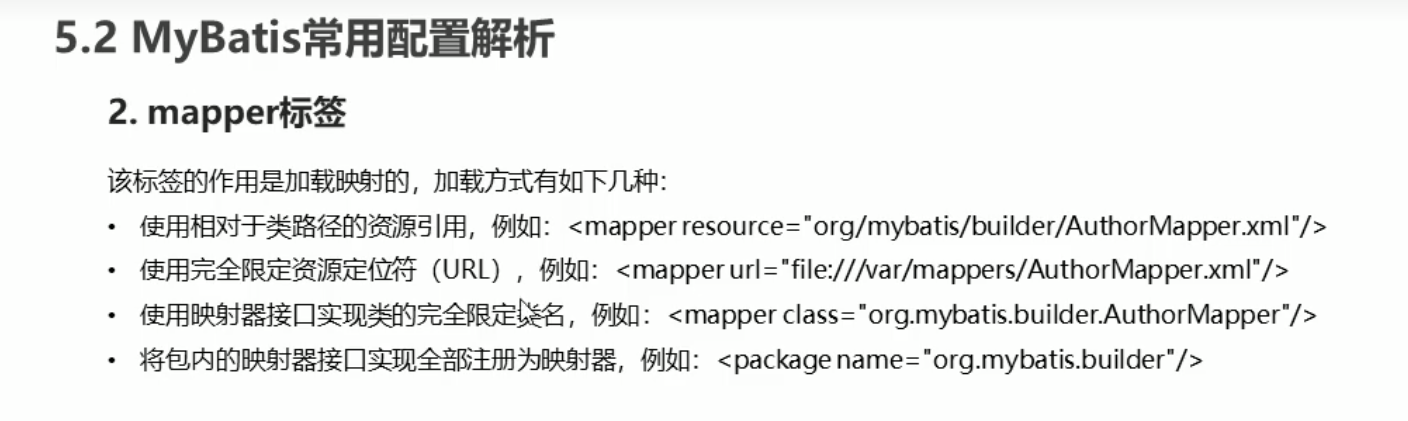 5.2 MyBatis常用配置解析
2. mapper标签
该标签的作用是加载映射的，加载方式有如下几种：
• 使用相对于类路径的资源引用，例如：<mapper resource="org/mybatis/builder/AuthorMapper.xml"/>
• 使用完全限定资源定位符（URL），例如：<mapper url="file:///var/mappers/AuthorMapper.xml"/>
• 使用映射器接口实现类的完全限定类名，例如：<mapper class="org.mybatis.builder.AuthorMapper"/>
• 将包内的映射器接口实现全部注册为映射器，例如：<package name="org.mybatis.builder"/>